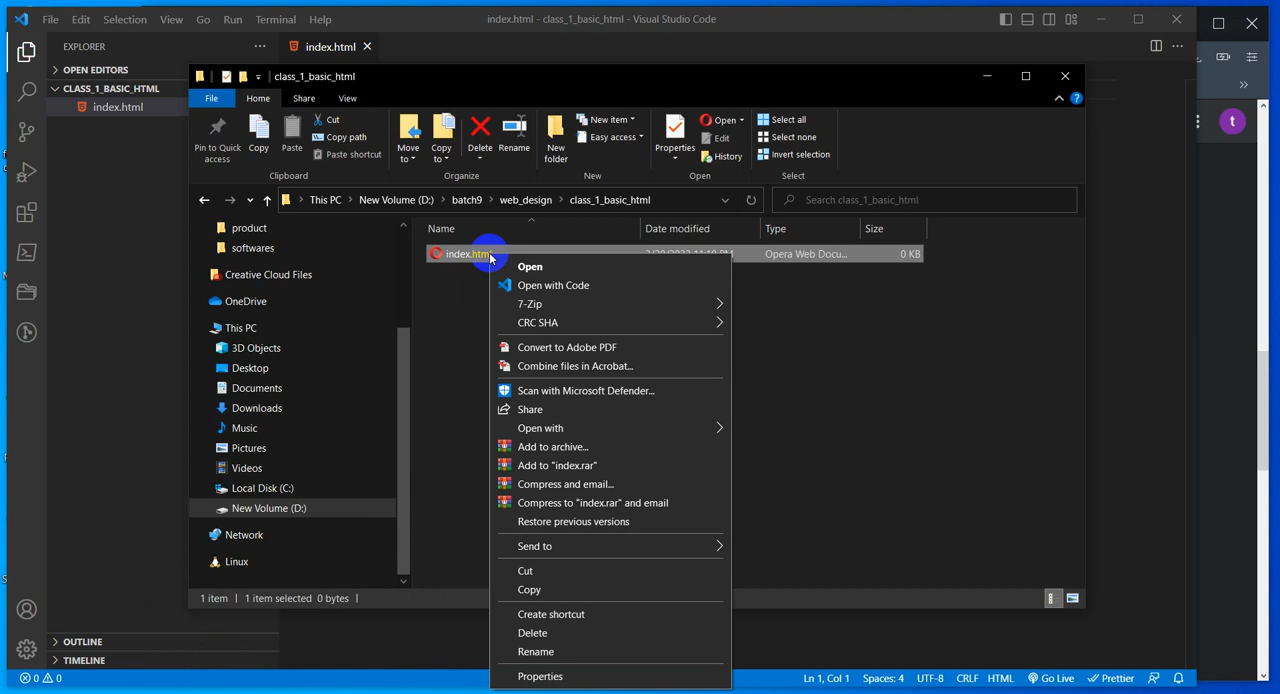 File Edit Selection View Go Run Terminal Help index.html - class_1_basic_html - Visual Studio Code
EXPLORER
index.html
OPEN EDITORS
CLASS_1_BASIC_HTML
index.html
OUTLINE
TIMELINE
class_1_basic_html
File Home Share View
Pin to Quick access
Copy
Paste
Cut
Copy path
Paste shortcut
Clipboard
Move to
Copy to
Delete
Rename
Organize
New folder
New item
Easy access
New
Properties
Open
Edit
History
Open
Select all
Select none
Invert selection
Select
This PC New Volume (D:) batch9 web_design class_1_basic_html
Search class_1_basic_html
product
softwares
Creative Cloud Files
OneDrive
This PC
3D Objects
Desktop
Documents
Downloads
Music
Pictures
Videos
Local Disk (C:)
New Volume (D:)
Network
Linux
Name Date modified Type Size
index.html Opera Web Docu... 0 KB
Open
Open with Code
7-Zip
CRC SHA
Convert to Adobe PDF
Combine files in Acrobat...
Scan with Microsoft Defender...
Share
Open with
Add to archive...
Add to "index.rar"
Compress and email...
Compress to "index.rar" and email
Restore previous versions
Send to
Cut
Copy
Create shortcut
Delete
Rename
Properties
1 item 1 item selected 0 bytes
t
0 0 Ln 1, Col 1 Spaces: 4 UTF-8 CRLF HTML Go Live Prettier